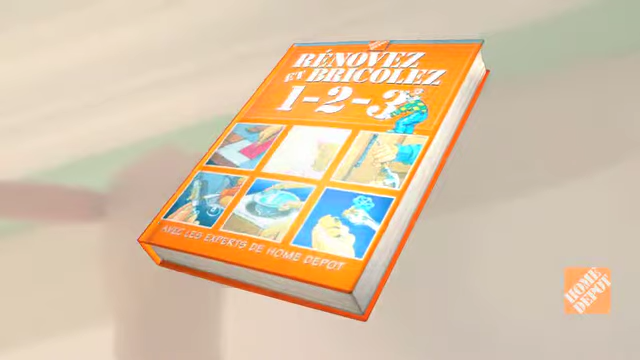 RÉNOVEZ
ET BRICOLEZ
1-2-3
AVEC LES EXPERTS DE HOME DEPOT
HOME
DEPOT